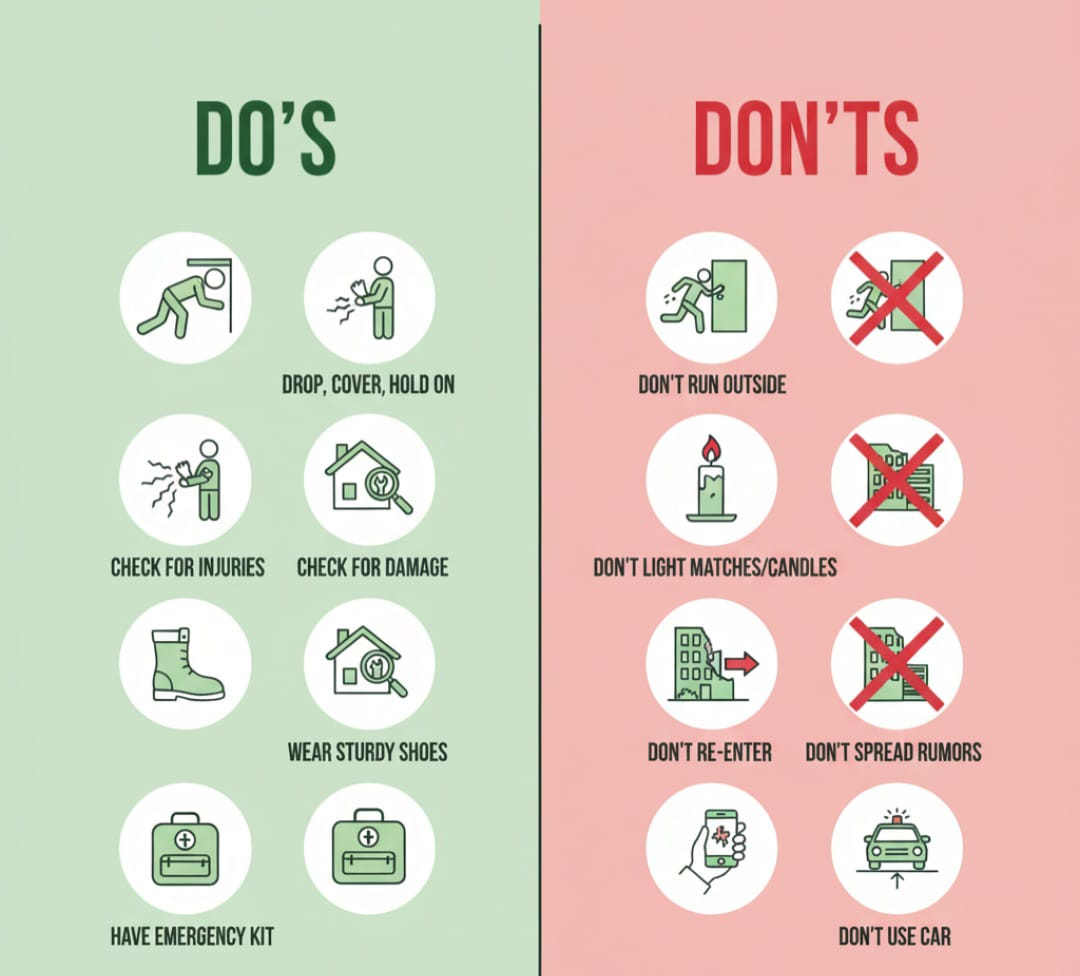 DO'S
DROP, COVER, HOLD ON
CHECK FOR INJURIES
CHECK FOR DAMAGE
WEAR STURDY SHOES
HAVE EMERGENCY KIT
DON'TS
DON'T RUN OUTSIDE
DON'T LIGHT MATCHES/CANDLES
DON'T RE-ENTER
DON'T SPREAD RUMORS
DON'T USE CAR